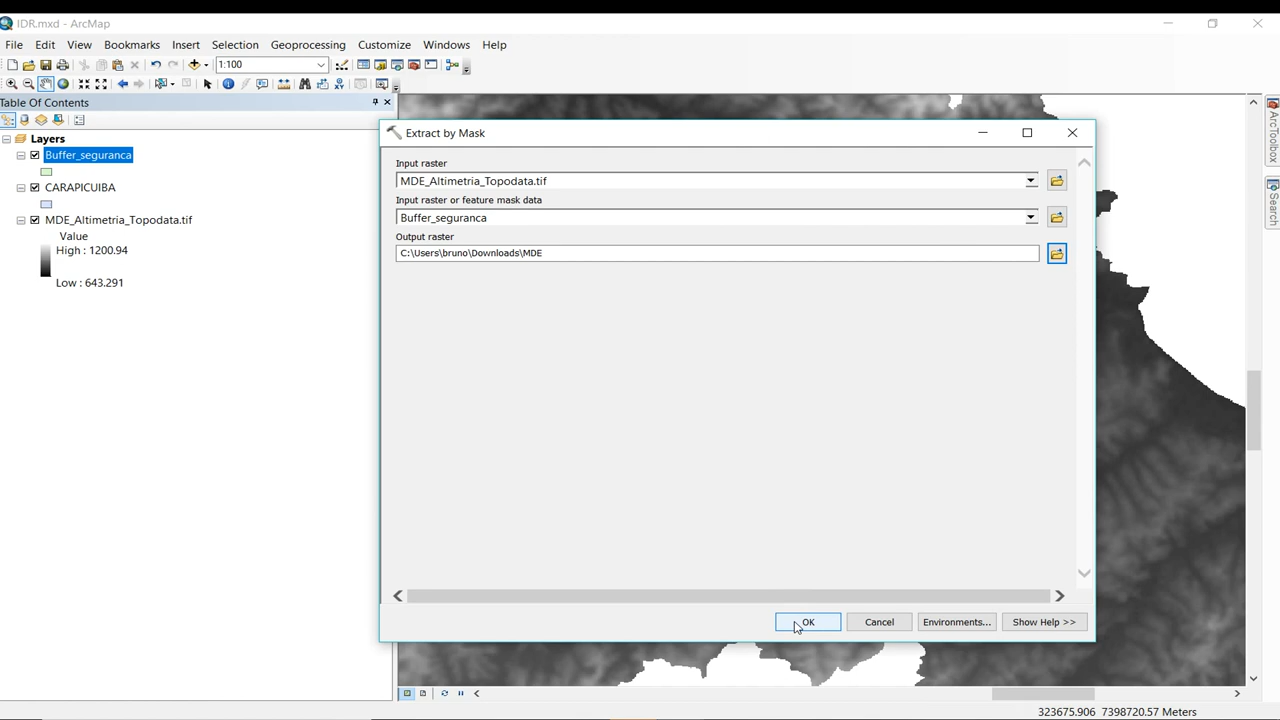 IDR.mxd - ArcMap
File Edit View Bookmarks Insert Selection Geoprocessing Customize Windows Help
1:100
Table Of Contents
Layers
Buffer_seguranca
CARAPICUIBA
MDE_Altimetria_Topodata.tif
Value
High : 1200.94
Low : 643.291
Extract by Mask
Input raster
MDE_Altimetria_Topodata.tif
Input raster or feature mask data
Buffer_seguranca
Output raster
C:\Users\bruno\Downloads\MDE
OK Cancel Environments... Show Help >>
ArcToolbox
Search
323675.906 7398720.57 Meters